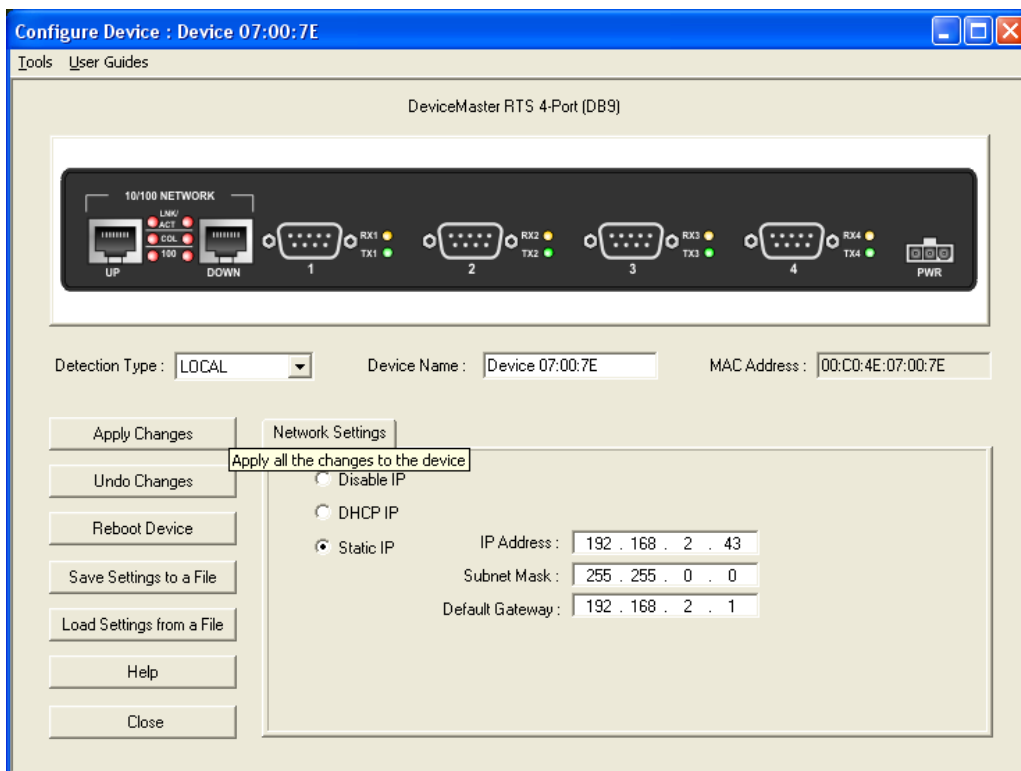 Configure Device : Device 07:00:7E
Tools User Guides
DeviceMaster RTS 4-Port (DB9)
10/100 NETWORK
LNK/
ACT
COL
100
UP
DOWN
1
RX1
TX1
2
RX2
TX2
3
RX3
TX3
4
RX4
TX4
PWR
Detection Type : LOCAL Device Name : Device 07:00:7E MAC Address : 00:C0:4E:07:00:7E
Apply Changes
Undo Changes
Reboot Device
Save Settings to a File
Load Settings from a File
Help
Close
Network Settings
Apply all the changes to the device
Disable IP
DHCP IP
Static IP
IP Address : 192 . 168 . 2 . 43
Subnet Mask : 255 . 255 . 0 . 0
Default Gateway : 192 . 168 . 2 . 1